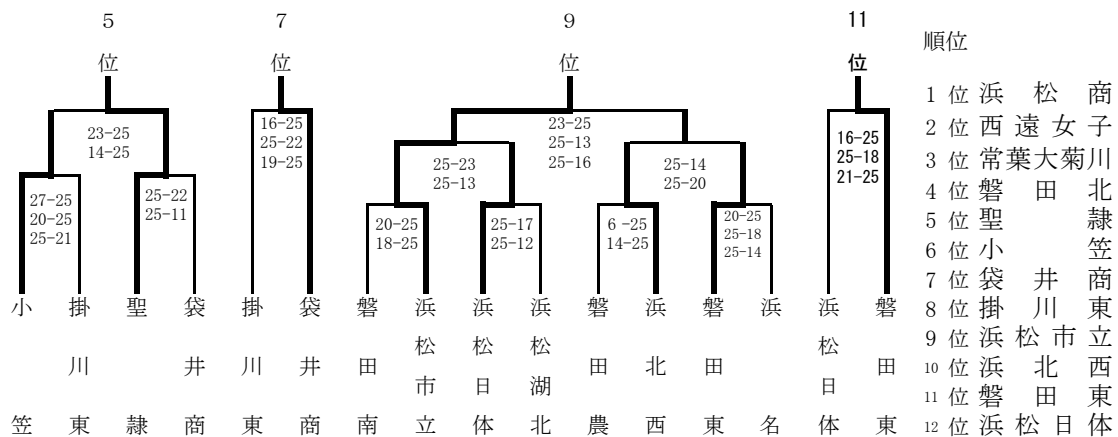 5位
7位
9位
11位
23-25
14-25
27-25
20-25
25-21
25-22
25-11
16-25
25-22
19-25
23-25
25-13
25-16
25-23
25-13
25-14
25-20
20-25
18-25
25-17
25-12
6 -25
14-25
20-25
25-18
25-14
16-25
25-18
21-25
小笠
掛川東
聖隷
袋井商
掛川東
袋井商
磐田南
浜松市立
浜松日体
浜松湖北
磐田農
浜北西
磐田東
浜名
浜松日体
磐田東
順位
1 位 浜松商
2 位 西遠女子
3 位 常葉大菊川
4 位 磐田北
5 位 聖隷
6 位 小笠
7 位 袋井商
8 位 掛川東
9 位 浜松市立
10 位 浜北西
11 位 磐田東
12 位 浜松日体